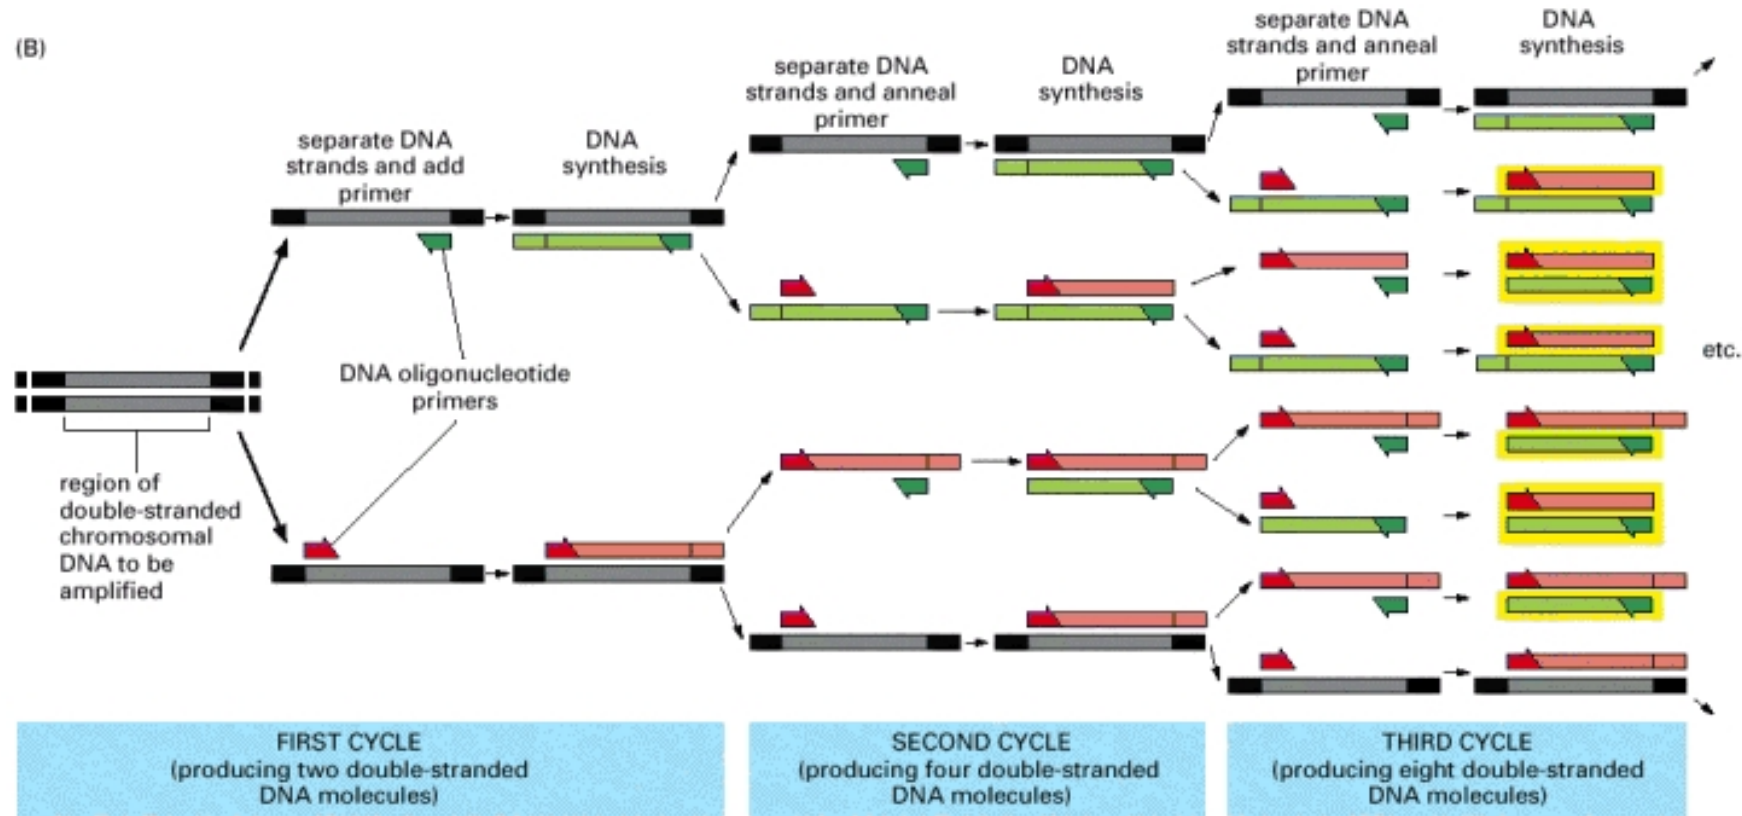 (B)
separate DNA
strands and add
primer
DNA
synthesis
separate DNA
strands and anneal
primer
DNA
synthesis
separate DNA
strands and anneal
primer
DNA
synthesis
DNA oligonucleotide
primers
region of
double-stranded
chromosomal
DNA to be
amplified
etc.
FIRST CYCLE
(producing two double-stranded
DNA molecules)
SECOND CYCLE
(producing four double-stranded
DNA molecules)
THIRD CYCLE
(producing eight double-stranded
DNA molecules)